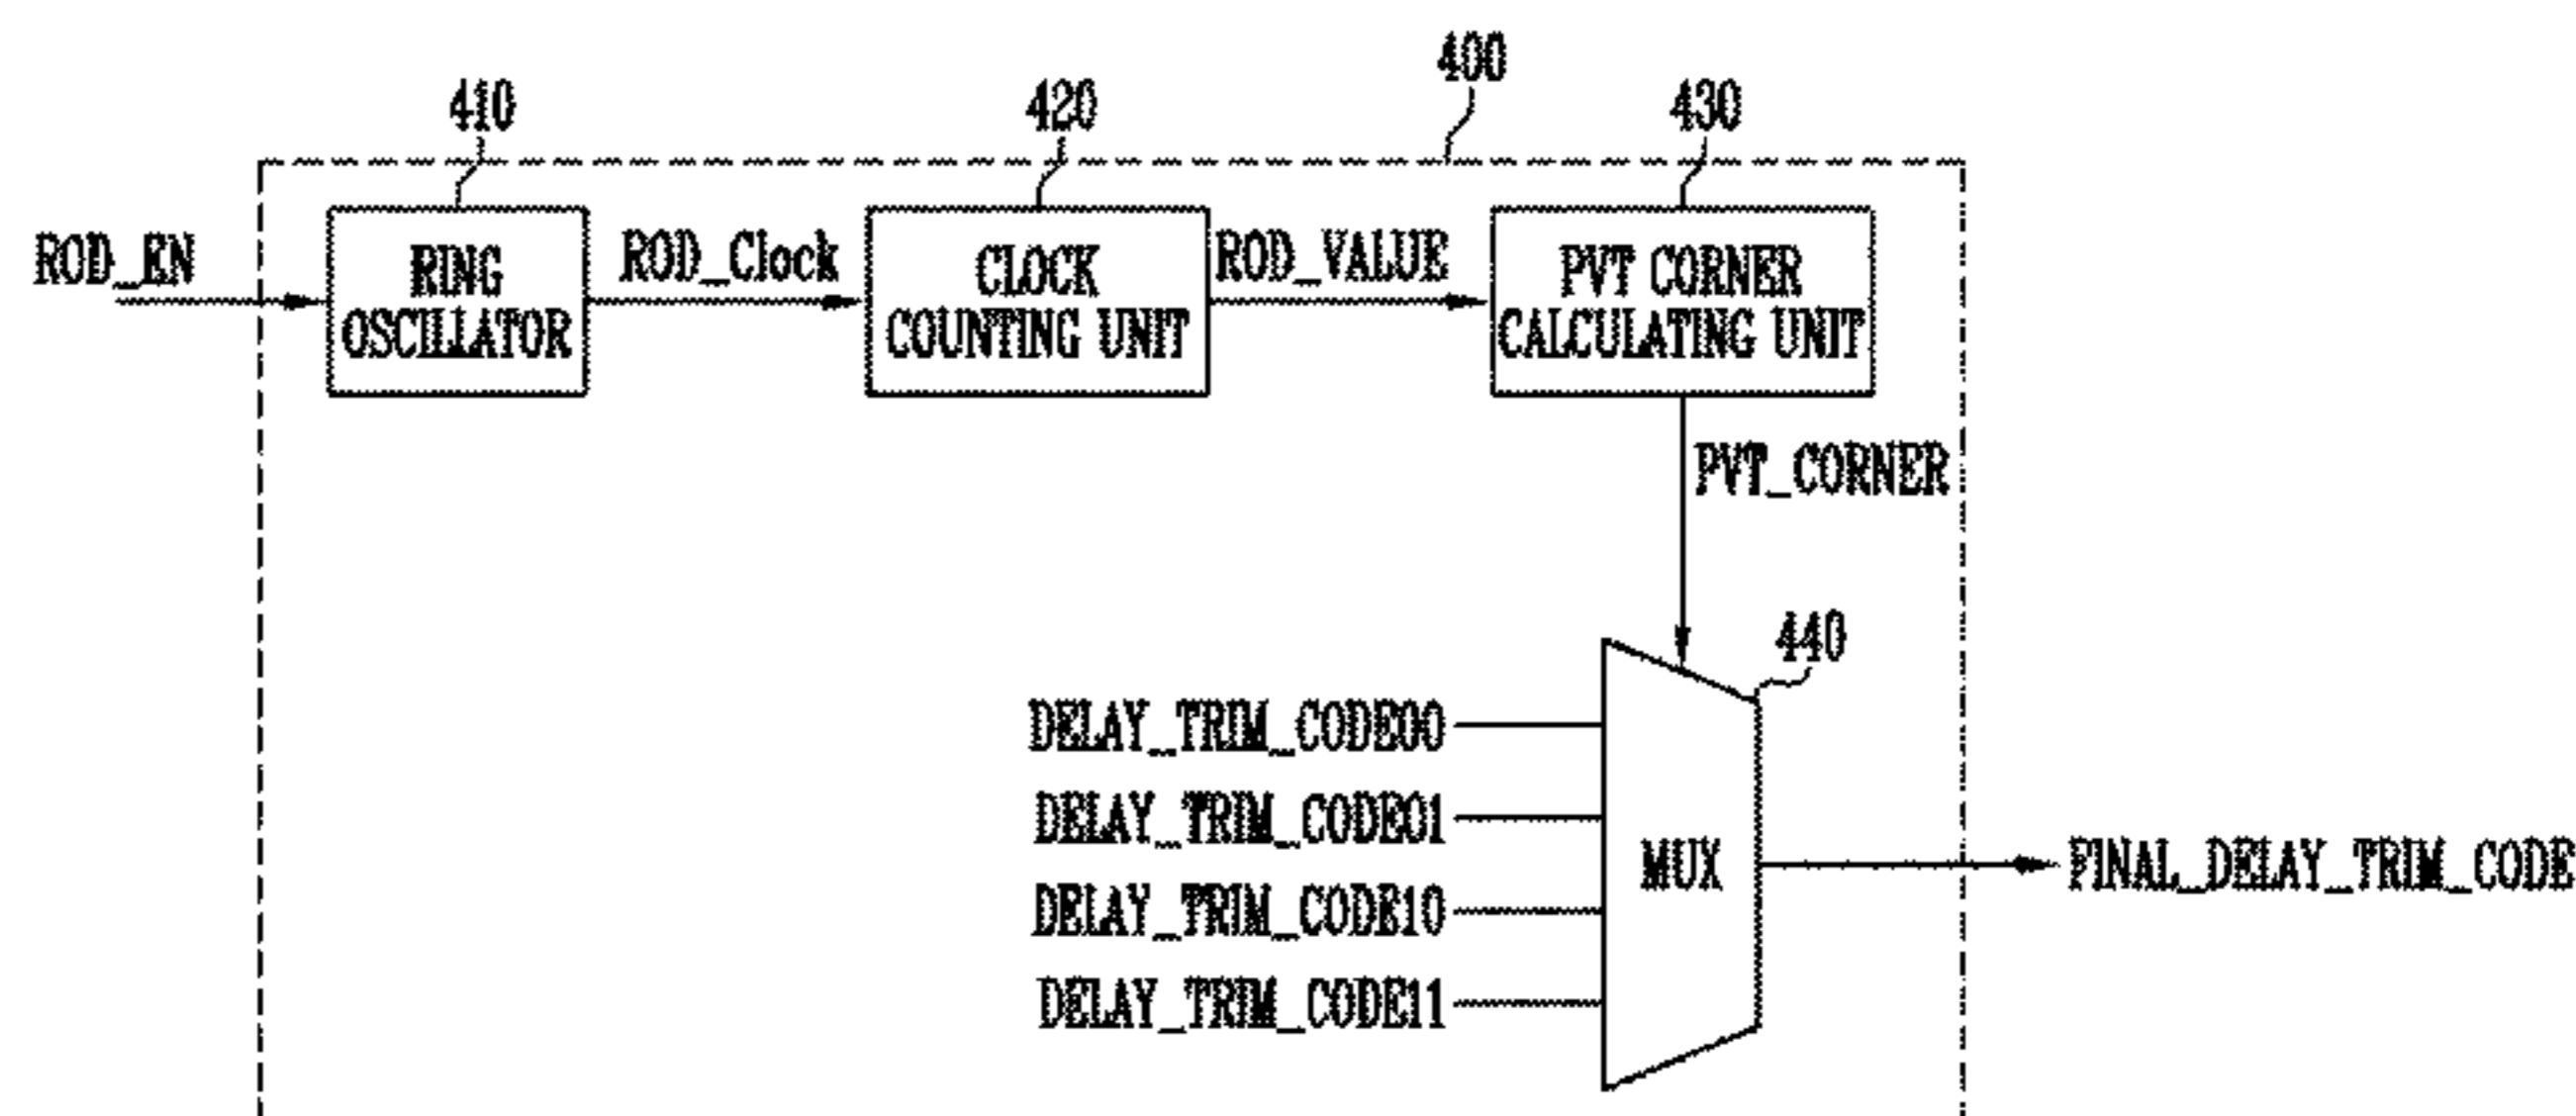 400
410
420
430
ROD_EN
RING
OSCILLATOR
ROD_Clock
CLOCK
COUNTING UNIT
ROD_VALUE
PVT CORNER
CALCULATING UNIT
PVT_CORNER
440
DELAY_TRIM_CODE00
DELAY_TRIM_CODE01
DELAY_TRIM_CODE10
DELAY_TRIM_CODE11
MUX
FINAL_DELAY_TRIM_CODE